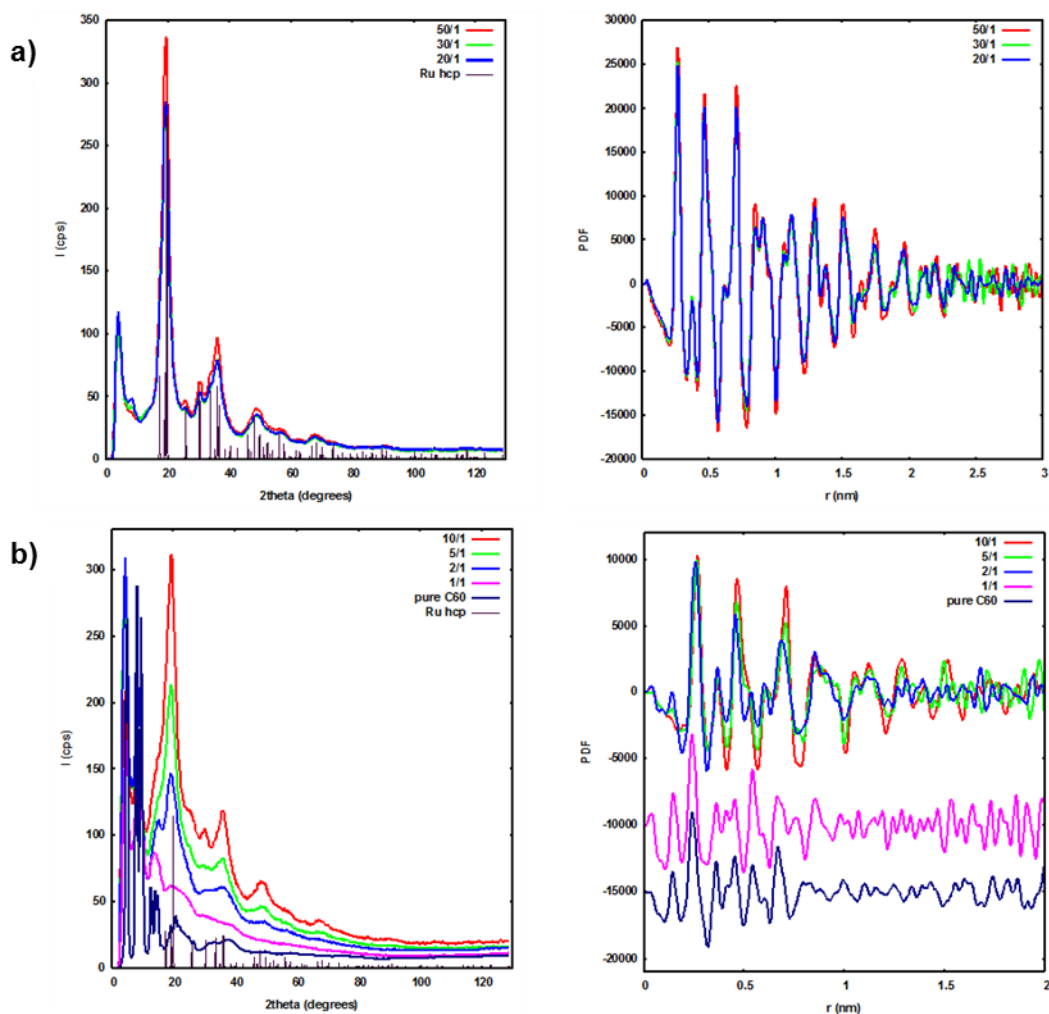 a)
350
300
250
200
150
100
50
0
I (cps)
0 20 40 60 80 100 120
2theta (degrees)
50/1
30/1
20/1
Ru hcp
30000
25000
20000
15000
10000
5000
0
-5000
-10000
-15000
-20000
PDF
0 0.5 1 1.5 2 2.5 3
r (nm)
50/1
30/1
20/1
b)
300
250
200
150
100
50
0
I (cps)
0 20 40 60 80 100 120
2theta (degrees)
10/1
5/1
2/1
1/1
pure C60
Ru hcp
10000
5000
0
-5000
-10000
-15000
-20000
PDF
0 0.5 1 1.5 2
r (nm)
10/1
5/1
2/1
1/1
pure C60